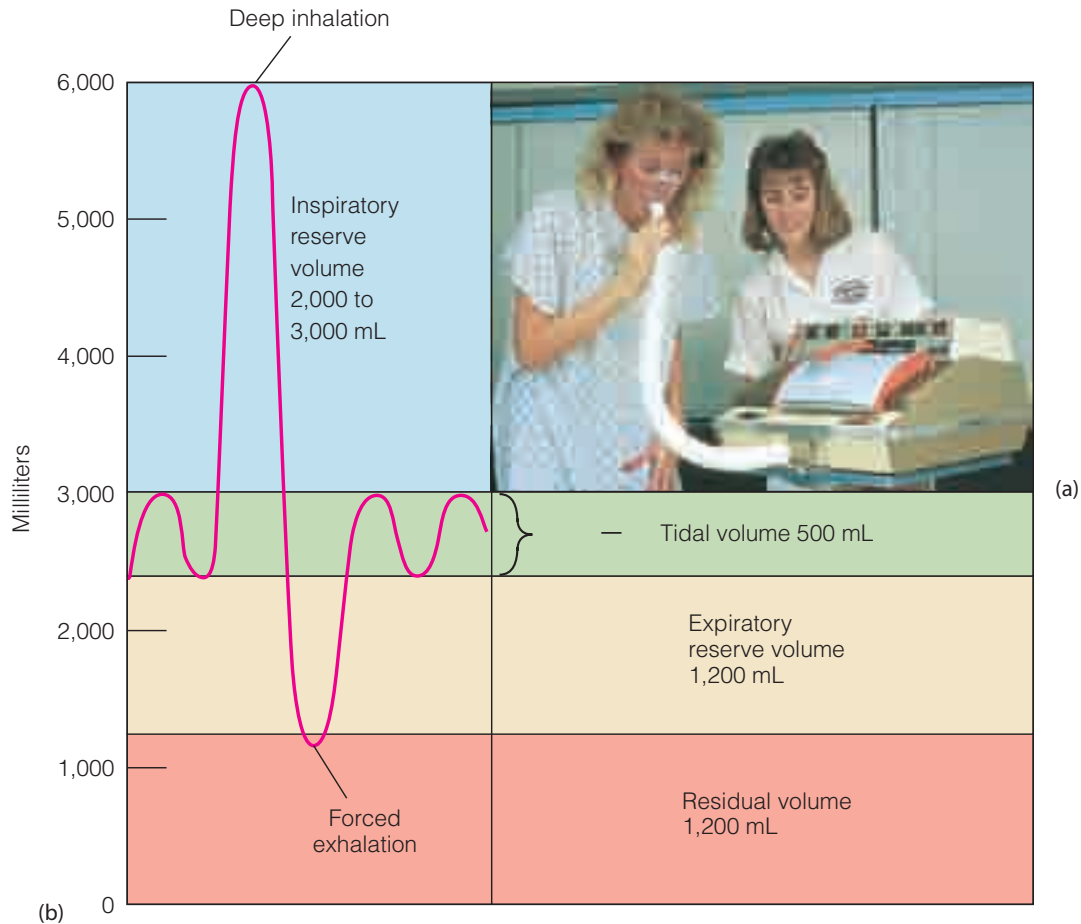 Deep inhalation
6,000
5,000
4,000
3,000
2,000
1,000
0
Milliliters
Inspiratory
reserve
volume
2,000 to
3,000 mL
(a)
Tidal volume 500 mL
Expiratory
reserve volume
1,200 mL
Residual volume
1,200 mL
Forced
exhalation
(b)